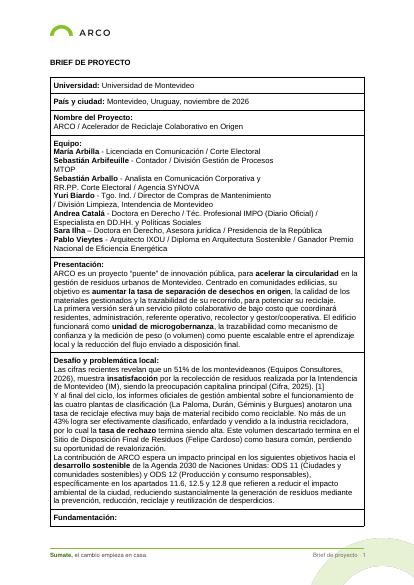 ARCO
BRIEF DE PROYECTO
Universidad: Universidad de Montevideo
País y ciudad: Montevideo, Uruguay, noviembre de 2026
Nombre del Proyecto:
ARCO / Acelerador de Reciclaje Colaborativo en Origen
Equipo:
María Arbilla - Licenciada en Comunicación / Corte Electoral
Sebastián Arbifeuille - Contador / División Gestión de Procesos
MTOP
Sebastián Arballo - Analista en Comunicación Corporativa y
RR.PP. Corte Electoral / Agencia SYNOVA
Yuri Biardo - Tgo. Ind. / Director de Compras de Mantenimiento
/ División Limpieza, Intendencia de Montevideo
Andrea Catalá - Doctora en Derecho / Téc. Profesional IMPO (Diario Oficial) /
Especialista en DD.HH. y Políticas Sociales
Sara Ilha – Doctora en Derecho, Asesora jurídica / Presidencia de la República
Pablo Vieytes - Arquitecto IXOU / Diploma en Arquitectura Sostenible / Ganador Premio
Nacional de Eficiencia Energética
Presentación:
ARCO es un proyecto "puente" de innovación pública, para acelerar la circularidad en la
gestión de residuos urbanos de Montevideo. Centrado en comunidades edilicias, su
objetivo es aumentar la tasa de separación de desechos en origen, la calidad de los
materiales gestionados y la trazabilidad de su recorrido, para potenciar su reciclaje.
La primera versión será un servicio piloto colaborativo de bajo costo que coordinará
residentes, administración, referente operativo, recolector y gestor/cooperativa. El edificio
funcionará como unidad de microgobernanza, la trazabilidad como mecanismo de
confianza y la medición de peso (o volumen) como puente escalable entre el aprendizaje
local y la reducción del flujo enviado a disposición final.
Desafío y problemática local:
Las cifras recientes revelan que un 51% de los montevideanos (Equipos Consultores,
2026), muestra insatisfacción por la recolección de residuos realizada por la Intendencia
de Montevideo (IM), siendo la preocupación capitalina principal (Cifra, 2025). [1]
Y al final del ciclo, los informes oficiales de gestión ambiental sobre el funcionamiento de
las cuatro plantas de clasificación (La Paloma, Durán, Géminis y Burgues) anotaron una
tasa de reciclaje efectiva muy baja de material recibido como reciclable. No más de un
43% logra ser efectivamente clasificado, enfardado y vendido a la industria recicladora,
por lo cual la tasa de rechazo termina siendo alta. Este volumen descartado termina en el
Sitio de Disposición Final de Residuos (Felipe Cardoso) como basura común, perdiendo
su oportunidad de revalorización.
La contribución de ARCO espera un impacto principal en los siguientes objetivos hacia el
desarrollo sostenible de la Agenda 2030 de Naciones Unidas: ODS 11 (Ciudades y
comunidades sostenibles) y ODS 12 (Producción y consumo responsables),
específicamente en los apartados 11.6, 12.5 y 12.8 que refieren a reducir el impacto
ambiental de la ciudad, reduciendo sustancialmente la generación de residuos mediante
la prevención, reducción, reciclaje y reutilización de desperdicios.
Fundamentación:
Sumate, el cambio empieza en casa.
Brief de proyecto · 1